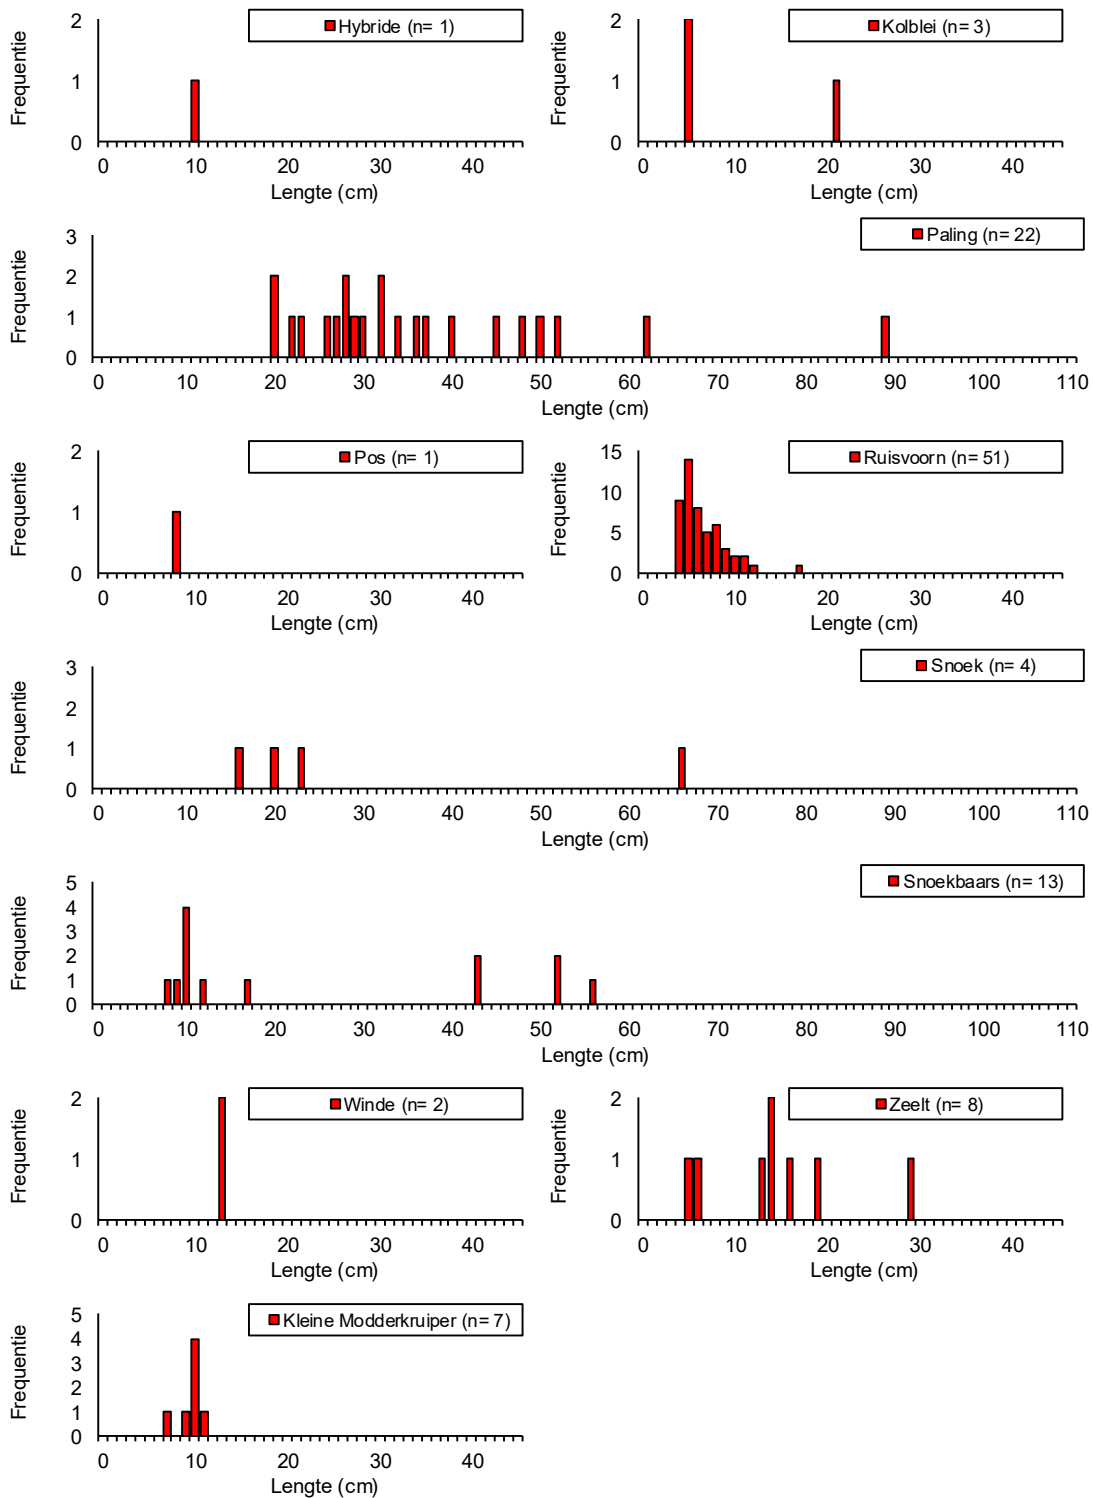 Hybride (n= 1)
Frequentie
2
1
0
0 10 20 30 40
Lengte (cm)
Kolblei (n= 3)
Frequentie
2
1
0
0 10 20 30 40
Lengte (cm)
Paling (n= 22)
Frequentie
3
2
1
0
0 10 20 30 40 50 60 70 80 90 100 110
Lengte (cm)
Pos (n= 1)
Frequentie
2
1
0
0 10 20 30 40
Lengte (cm)
Ruisvoorn (n= 51)
Frequentie
15
10
5
0
0 10 20 30 40
Lengte (cm)
Snoek (n= 4)
Frequentie
3
2
1
0
0 10 20 30 40 50 60 70 80 90 100 110
Lengte (cm)
Snoekbaars (n= 13)
Frequentie
5
4
3
2
1
0
0 10 20 30 40 50 60 70 80 90 100 110
Lengte (cm)
Winde (n= 2)
Frequentie
2
1
0
0 10 20 30 40
Lengte (cm)
Zeelt (n= 8)
Frequentie
2
1
0
0 10 20 30 40
Lengte (cm)
Kleine Modderkruiper (n= 7)
Frequentie
5
4
3
2
1
0
0 10 20 30 40
Lengte (cm)